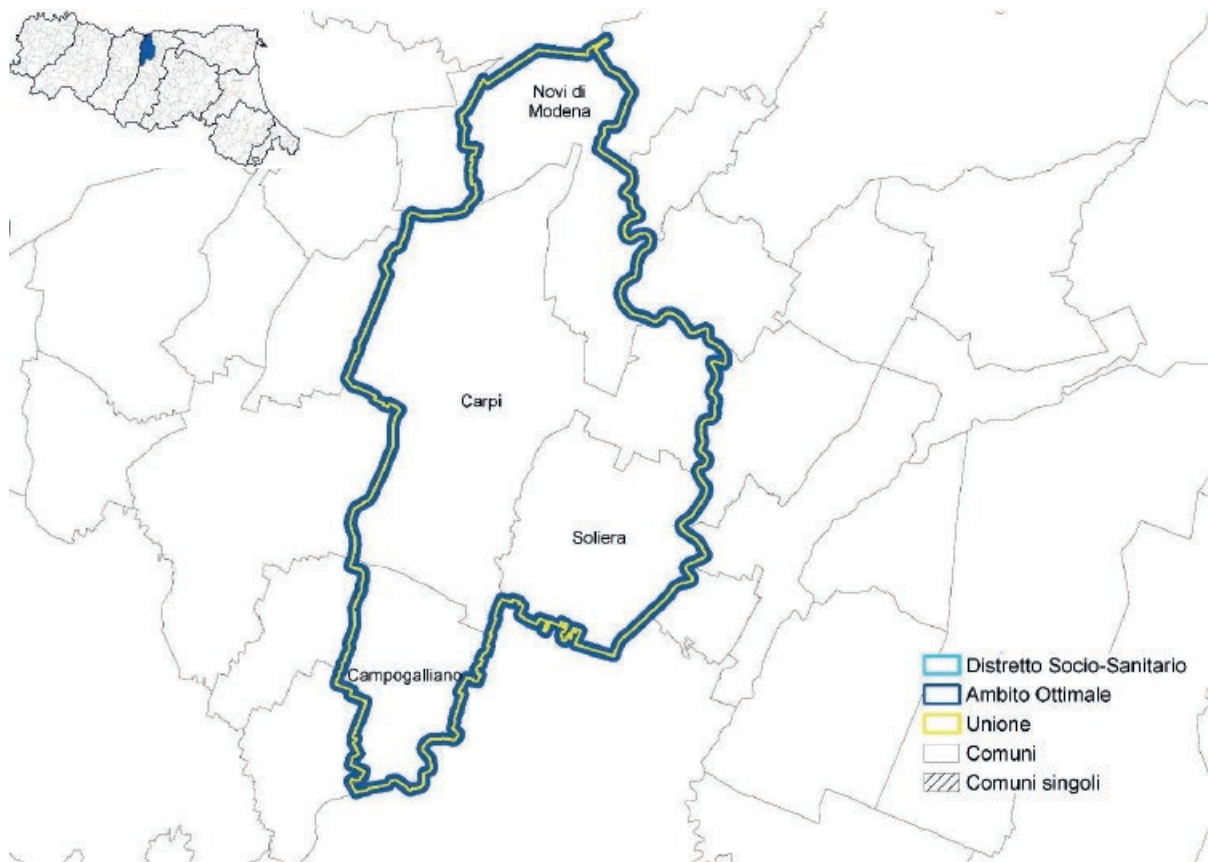 Novi di
Modena
Carpi
Soliera
Campogalliano
Distretto Socio-Sanitario
Ambito Ottimale
Unione
Comuni
Comuni singoli